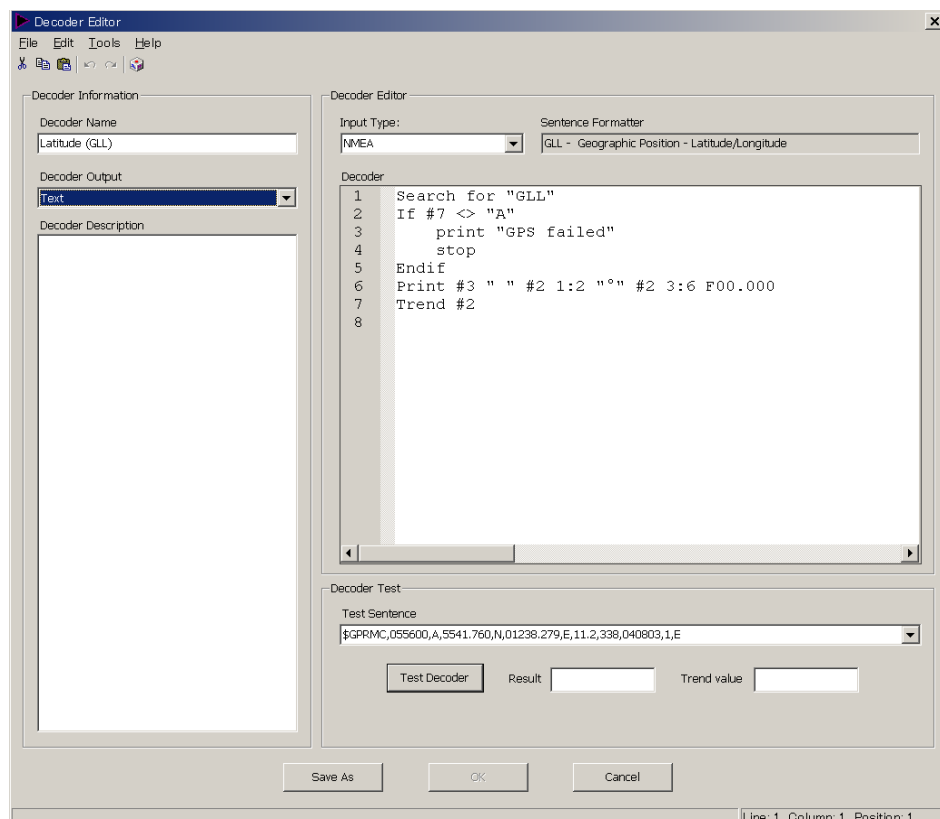 Decoder Editor
File Edit Tools Help
Decoder Information
Decoder Name
Latitude (GLL)
Decoder Output
Text
Decoder Description
Decoder Editor
Input Type:
NMEA
Sentence Formatter
GLL - Geographic Position - Latitude/Longitude
Decoder
1 Search for "GLL"
2 If #7 <> "A"
3 print "GPS failed"
4 stop
5 Endif
6 Print #3 " " #2 1:2 "°" #2 3:6 F00.000
7 Trend #2
8
Decoder Test
Test Sentence
$GPRMC,055600,A,5541.760,N,01238.279,E,11.2,338,040803,1,E
Test Decoder
Result
Trend value
Save As
OK
Cancel
Line: 1 Column: 1 Position: 1